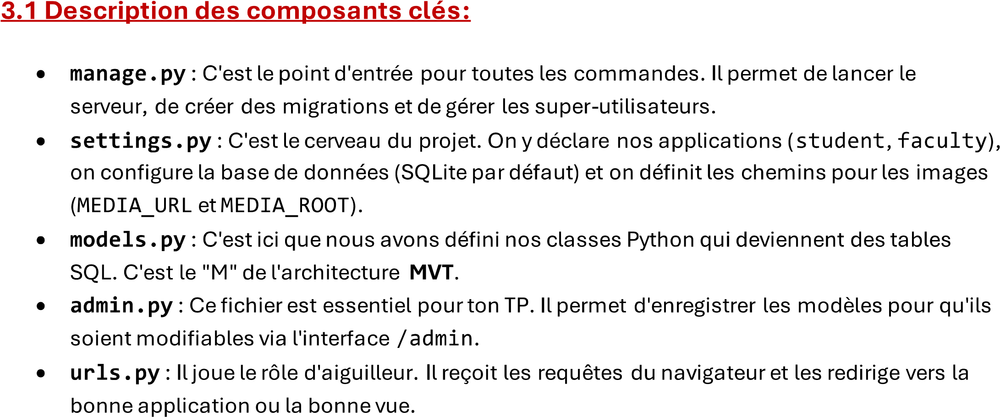 3.1 Description des composants clés:
• manage.py : C'est le point d'entrée pour toutes les commandes. Il permet de lancer le
serveur, de créer des migrations et de gérer les super-utilisateurs.
• settings.py : C'est le cerveau du projet. On y déclare nos applications (student, faculty),
on configure la base de données (SQLite par défaut) et on définit les chemins pour les images
(MEDIA_URL et MEDIA_ROOT).
• models.py : C'est ici que nous avons défini nos classes Python qui deviennent des tables
SQL. C'est le "M" de l'architecture MVT.
• admin.py : Ce fichier est essentiel pour ton TP. Il permet d'enregistrer les modèles pour qu'ils
soient modifiables via l'interface /admin.
• urls.py : Il joue le rôle d'aiguilleur. Il reçoit les requêtes du navigateur et les redirige vers la
bonne application ou la bonne vue.